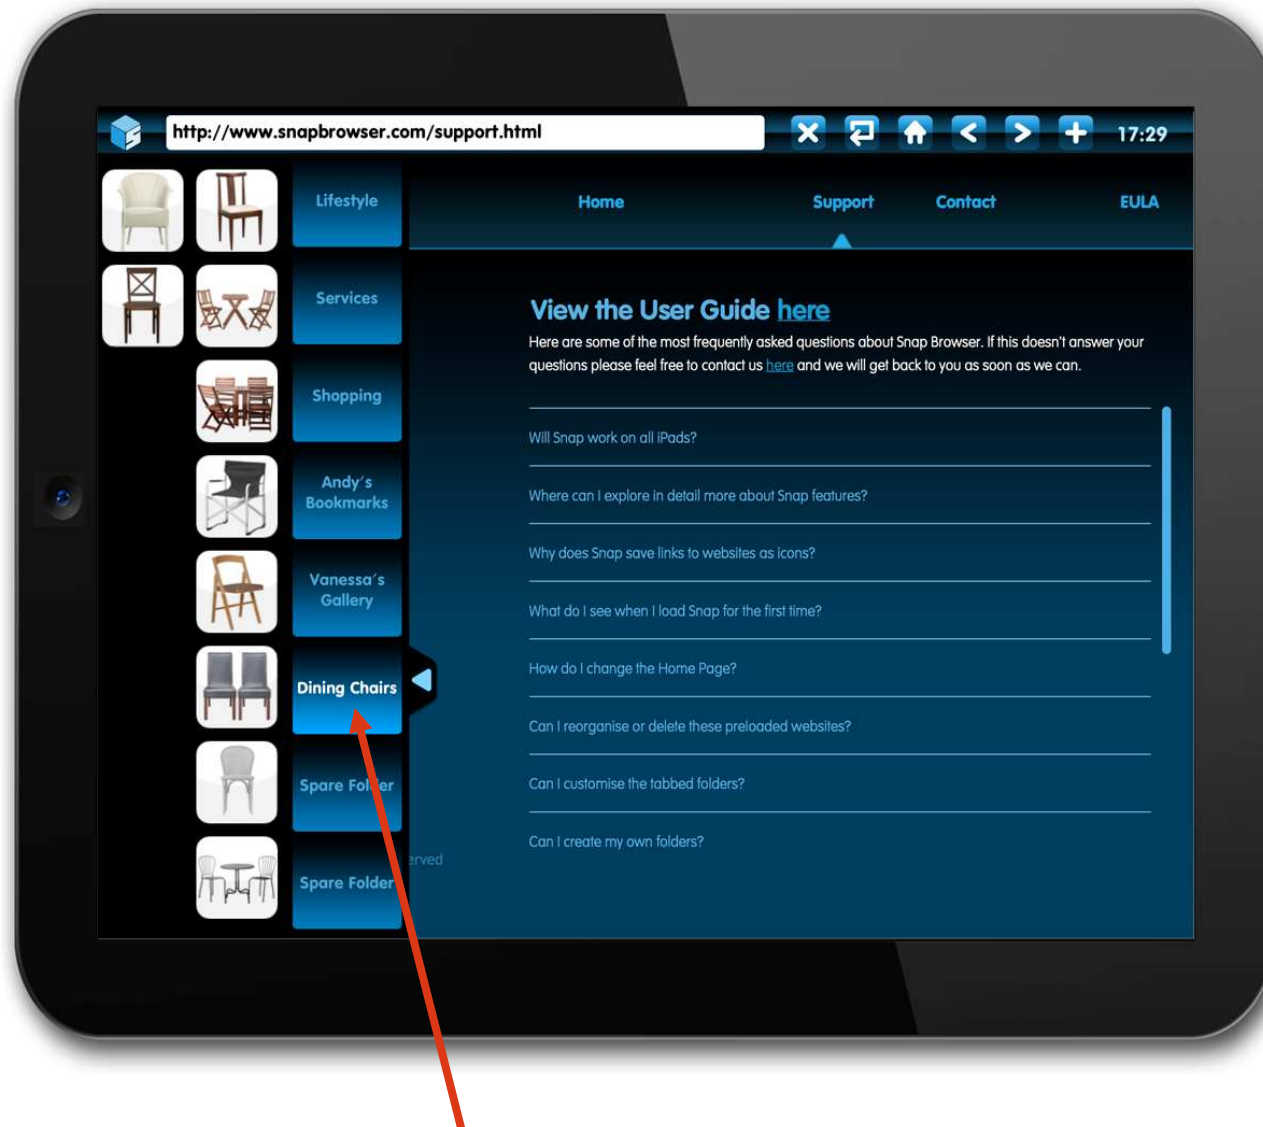 http://www.snapbrowser.com/support.html
17:29
Lifestyle
Services
Shopping
Andy's
Bookmarks
Vanessa's
Gallery
Dining Chairs
Spare Folder
Spare Folder
Home
Support
Contact
EULA
View the User Guide here
Here are some of the most frequently asked questions about Snap Browser. If this doesn't answer your
questions please feel free to contact us here and we will get back to you as soon as we can.
Will Snap work on all iPads?
Where can I explore in detail more about Snap features?
Why does Snap save links to websites as icons?
What do I see when I load Snap for the first time?
How do I change the Home Page?
Can I reorganise or delete these preloaded websites?
Can I customise the tabbed folders?
Can I create my own folders?
erved